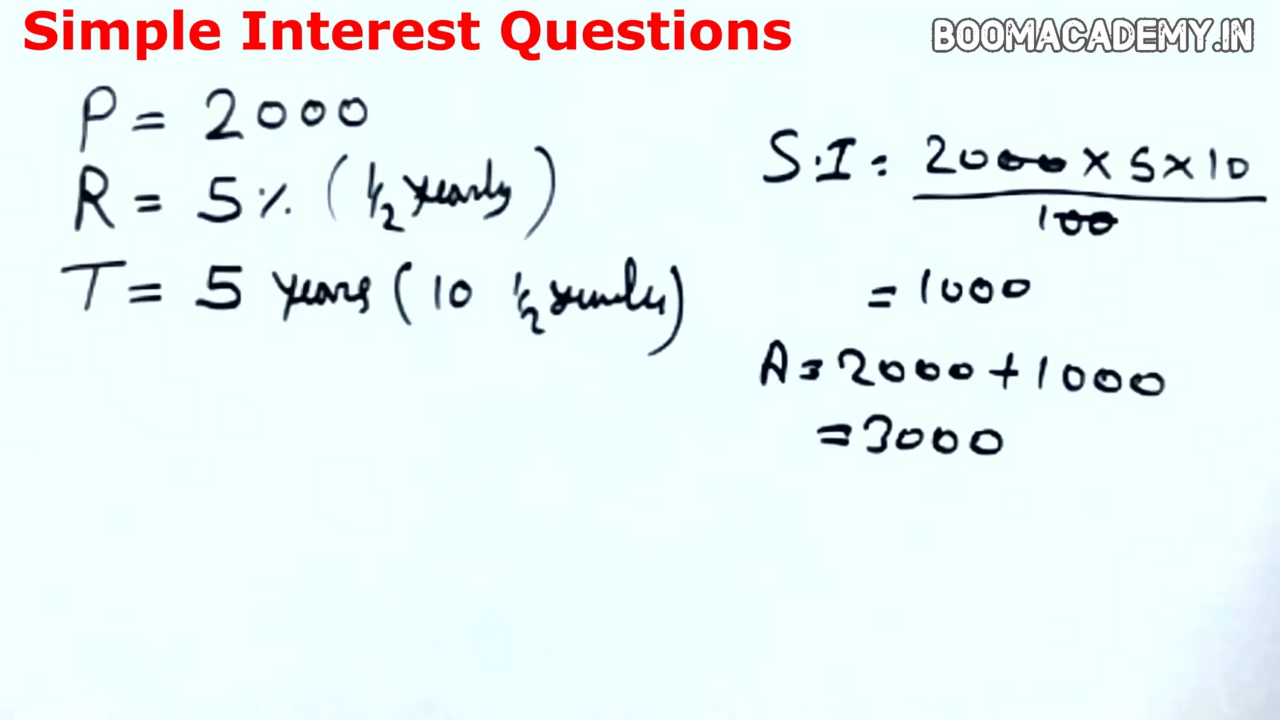 Simple Interest Questions
BOOMACADEMY.IN
P = 2000
R = 5% (½ yearly)
T = 5 years (10 ½ yearly)
S.I = 2000 × 5 × 10
100
= 1000
A = 2000 + 1000
= 3000